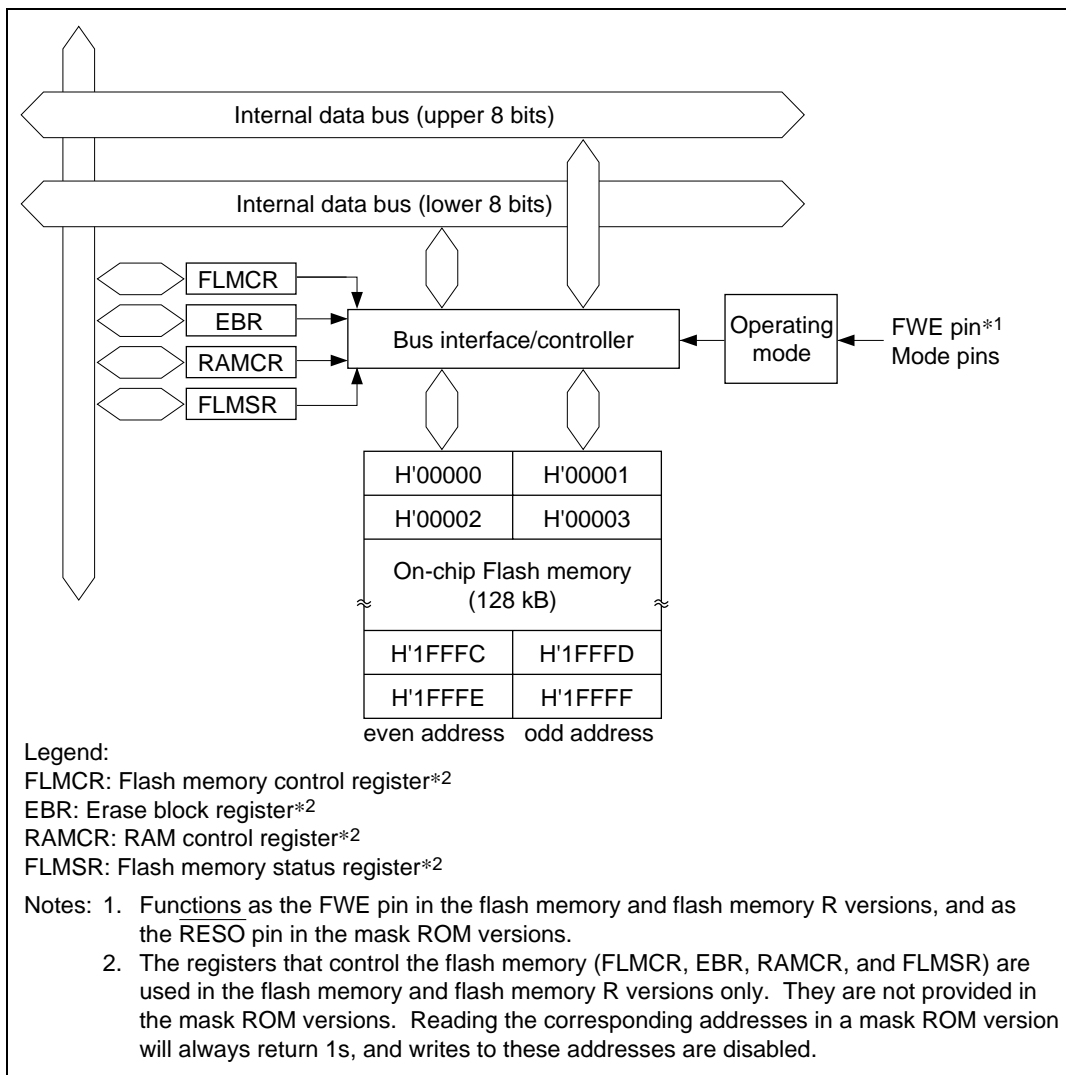 Internal data bus (upper 8 bits)
Internal data bus (lower 8 bits)
FLMCR
EBR
RAMCR
FLMSR
Bus interface/controller
Operating
mode
FWE pin*1
Mode pins
H'00000 H'00001
H'00002 H'00003
On-chip Flash memory
(128 kB)
H'1FFFC H'1FFFD
H'1FFFE H'1FFFF
even address odd address
Legend:
FLMCR: Flash memory control register*2
EBR: Erase block register*2
RAMCR: RAM control register*2
FLMSR: Flash memory status register*2
Notes: 1. Functions as the FWE pin in the flash memory and flash memory R versions, and as
the RESO pin in the mask ROM versions.
2. The registers that control the flash memory (FLMCR, EBR, RAMCR, and FLMSR) are
used in the flash memory and flash memory R versions only. They are not provided in
the mask ROM versions. Reading the corresponding addresses in a mask ROM version
will always return 1s, and writes to these addresses are disabled.